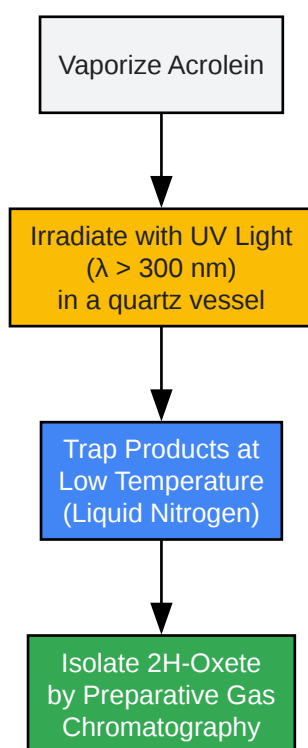 Vaporize Acrolein
Irradiate with UV Light
(λ > 300 nm)
in a quartz vessel
Trap Products at
Low Temperature
(Liquid Nitrogen)
Isolate 2H-Oxete
by Preparative Gas
Chromatography